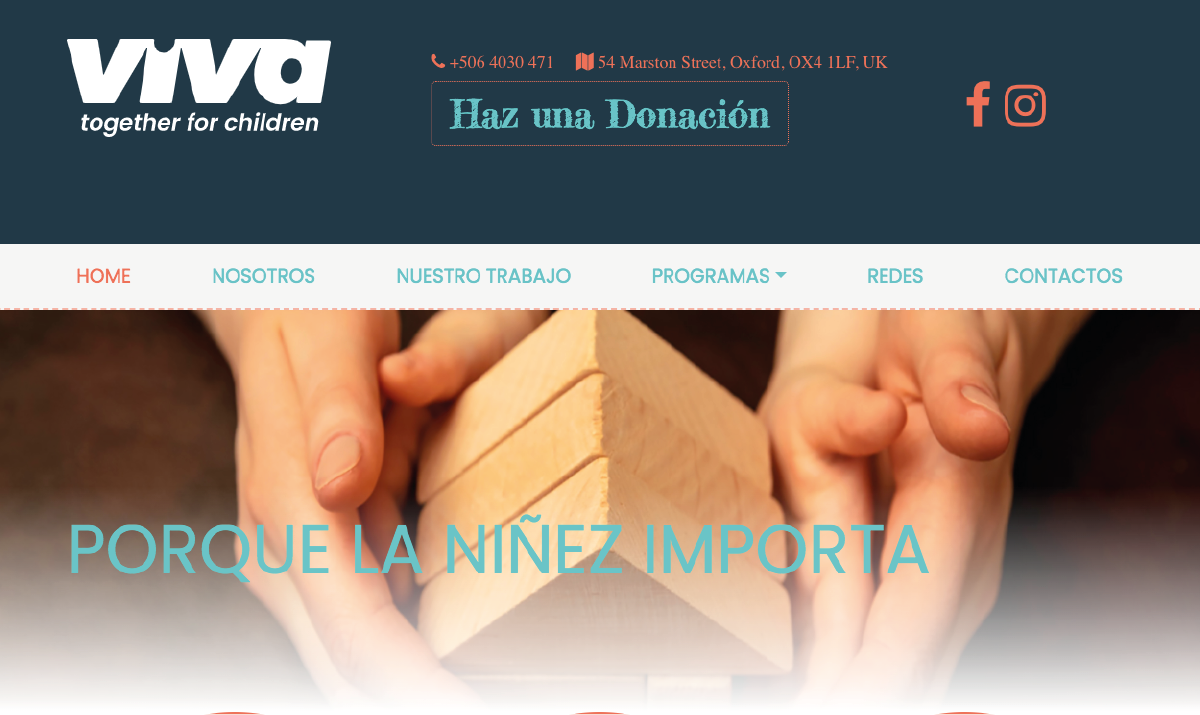 viva
together for children
+506 4030 471 54 Marston Street, Oxford, OX4 1LF, UK
Haz una Donación
HOME NOSOTROS NUESTRO TRABAJO PROGRAMAS REDES CONTACTOS
PORQUE LA NIÑEZ IMPORTA